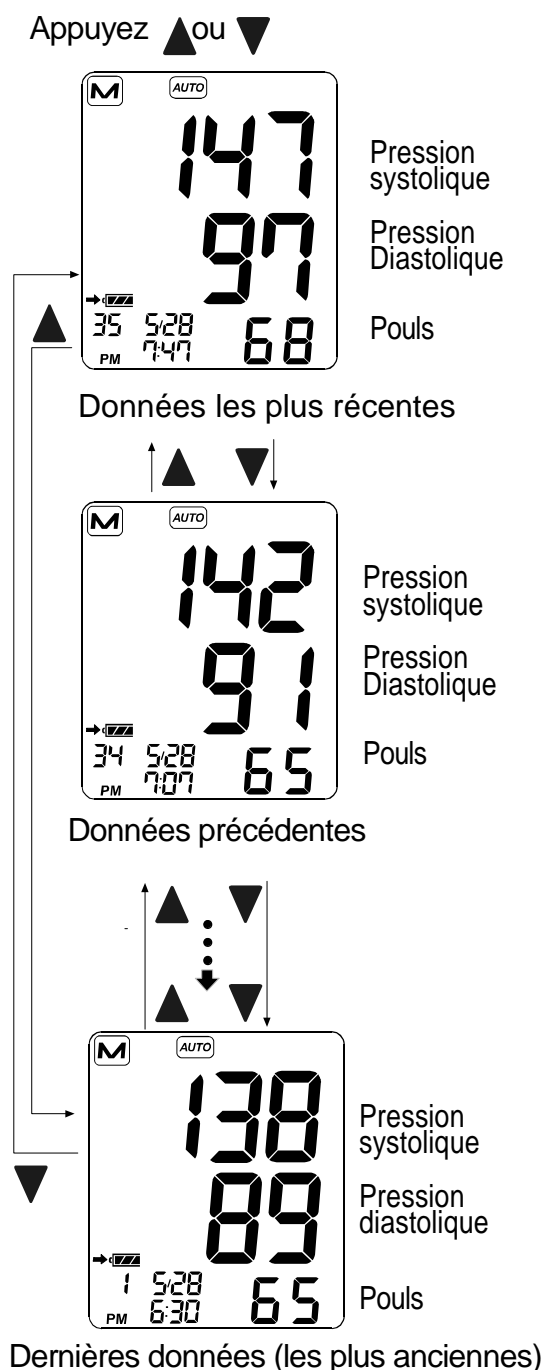 Appuyez ▲ou ▼
M AUTO
147
Pression
systolique
97
Pression
Diastolique
35 5/28
PM 7:47
68
Pouls
Données les plus récentes
M AUTO
142
Pression
systolique
91
Pression
Diastolique
34 5/28
PM 7:07
65
Pouls
Données précédentes
M AUTO
138
Pression
systolique
89
Pression
diastolique
1 5/28
PM 6:30
65
Pouls
Dernières données (les plus anciennes)